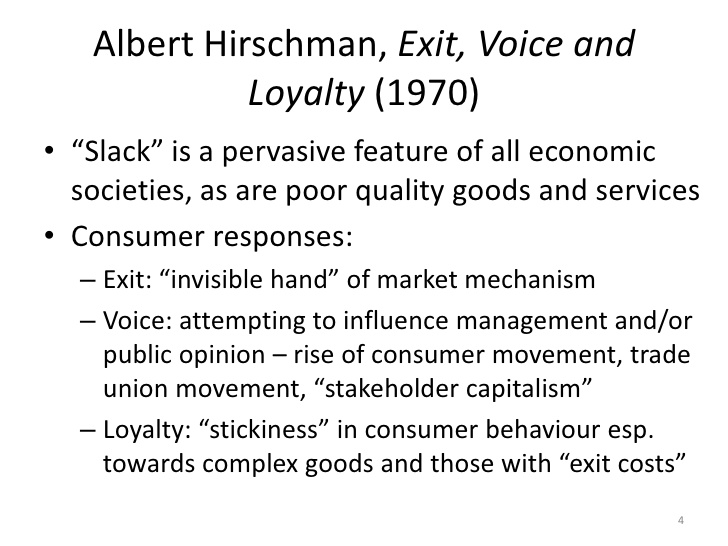 Albert Hirschman, Exit, Voice and
Loyalty (1970)
• “Slack” is a pervasive feature of all economic
societies, as are poor quality goods and services
• Consumer responses:
– Exit: “invisible hand” of market mechanism
– Voice: attempting to influence management and/or
public opinion – rise of consumer movement, trade
union movement, “stakeholder capitalism”
– Loyalty: “stickiness” in consumer behaviour esp.
towards complex goods and those with “exit costs”
4